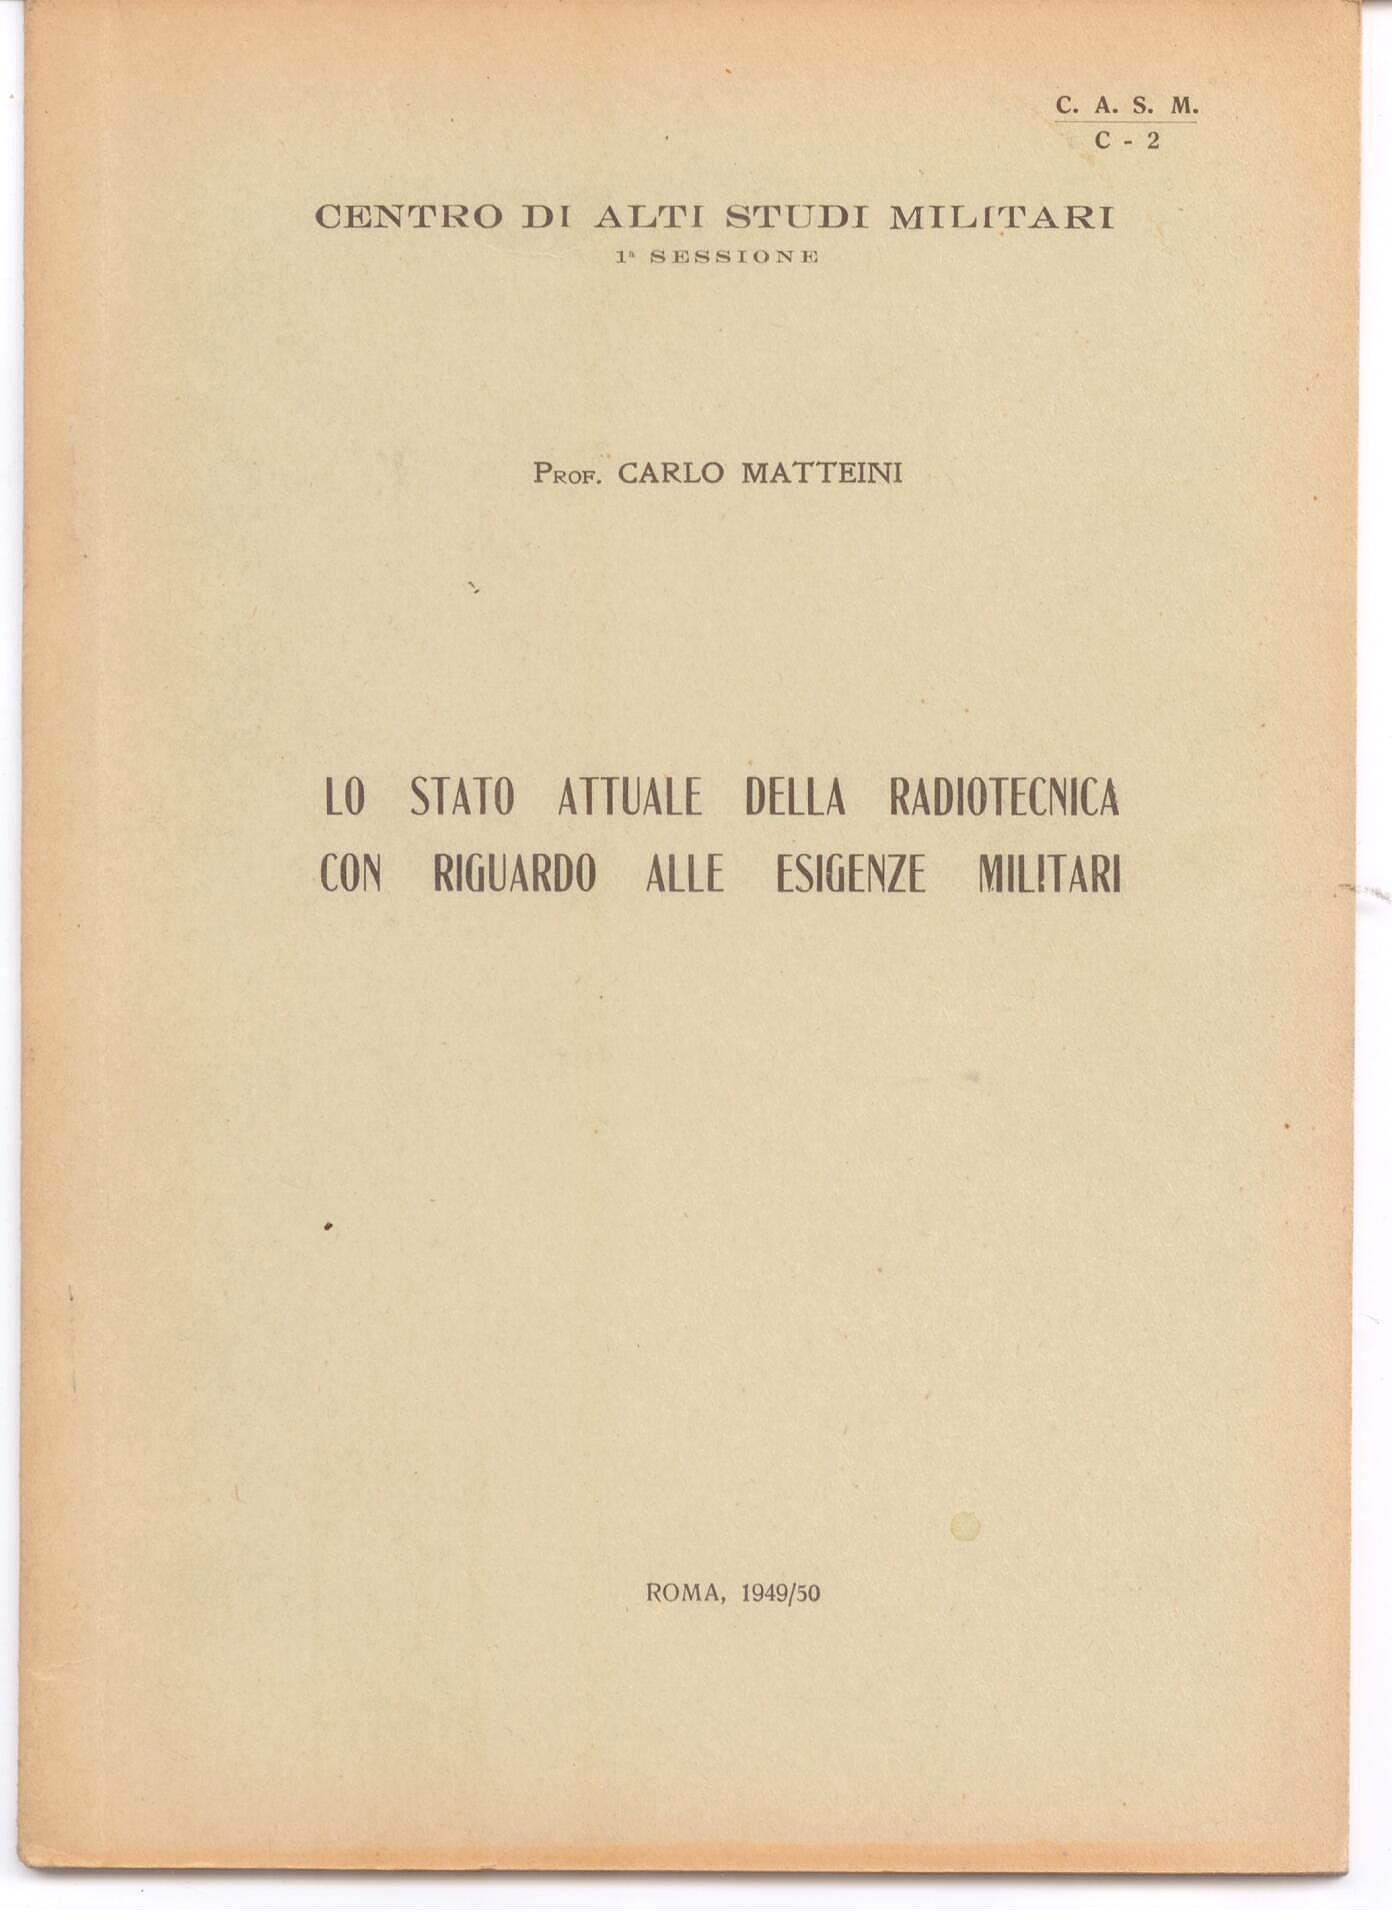 C. A. S. M.
C - 2
CENTRO DI ALTI STUDI MILITARI
1ª SESSIONE
Prof. CARLO MATTEINI
LO STATO ATTUALE DELLA RADIOTECNICA
CON RIGUARDO ALLE ESIGENZE MILITARI
ROMA, 1949/50